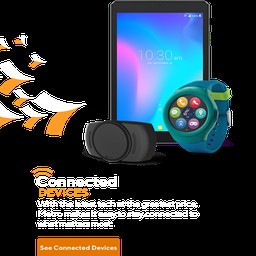 10:30
Connected
DEVICES
With the latest tech at the greatest price,
Metro makes it easy to stay connected to
what matters most.
See Connected Devices